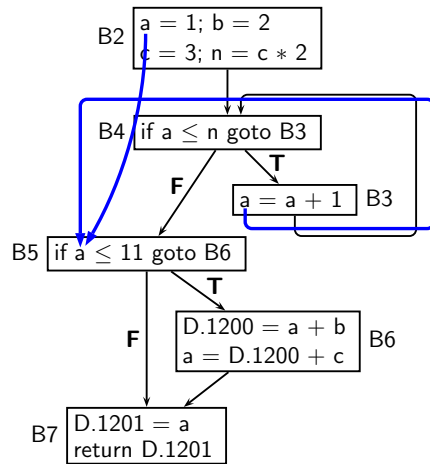 B2
a = 1; b = 2
c = 3; n = c ∗ 2
B4
if a ≤ n goto B3
F
T
a = a + 1
B3
B5
if a ≤ 11 goto B6
F
T
D.1200 = a + b
a = D.1200 + c
B6
B7
D.1201 = a
return D.1201